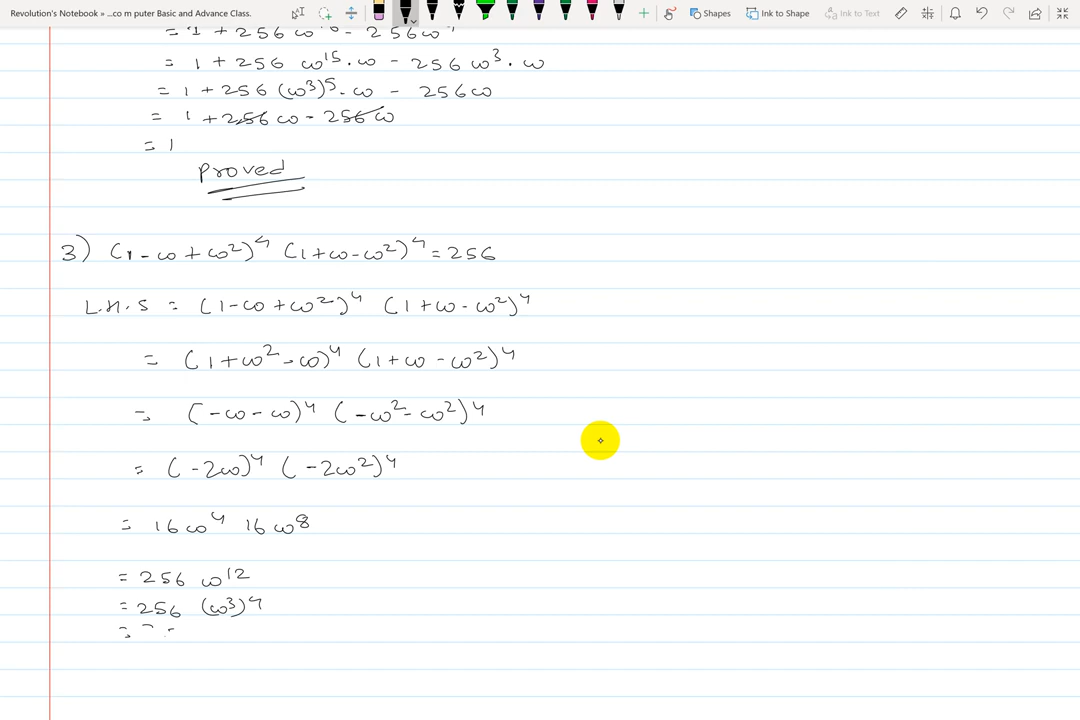 Revolution's Notebook » ...co m puter Basic and Advance Class.
Shapes Ink to Shape Ink to Text
= 1 + 256 ω
= 1 + 256 ω¹⁵ · ω - 256 ω³ · ω
= 1 + 256 (ω³)⁵ · ω - 256ω
= 1 + 256 ω - 256 ω
= 1
Proved
3) (1 - ω + ω²)⁴ (1 + ω - ω²)⁴ = 256
L.H.S = (1 - ω + ω²)⁴ (1 + ω - ω²)⁴
= (1 + ω² - ω)⁴ (1 + ω - ω²)⁴
= (-ω - ω)⁴ (-ω² - ω²)⁴
= (-2ω)⁴ (-2ω²)⁴
= 16 ω⁴ 16 ω⁸
= 256 ω¹²
= 256 (ω³)⁴